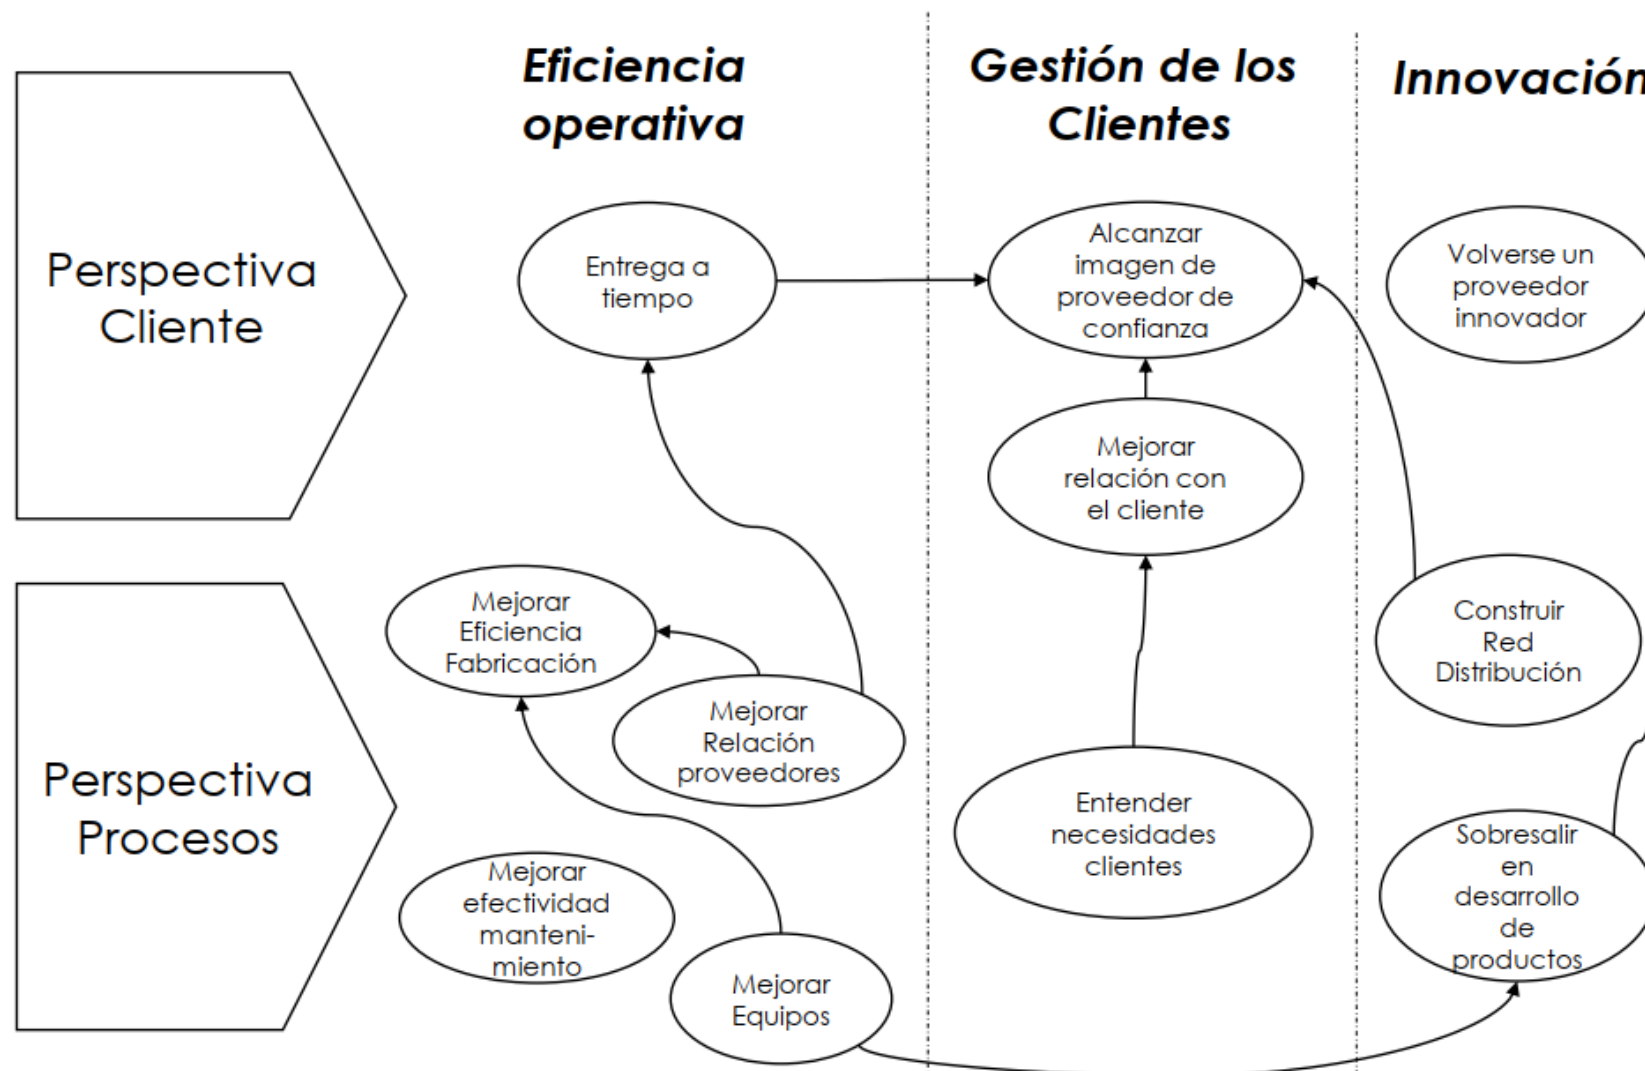 Eficiencia
operativa
Gestión de los
Clientes
Innovación
Perspectiva
Cliente
Entrega a
tiempo
Alcanzar
imagen de
proveedor de
confianza
Volverse un
proveedor
innovador
Mejorar
relación con
el cliente
Perspectiva
Procesos
Mejorar
Eficiencia
Fabricación
Mejorar
Relación
proveedores
Construir
Red
Distribución
Entender
necesidades
clientes
Mejorar
efectividad
manteni-
miento
Mejorar
Equipos
Sobresalir
en
desarrollo
de
productos